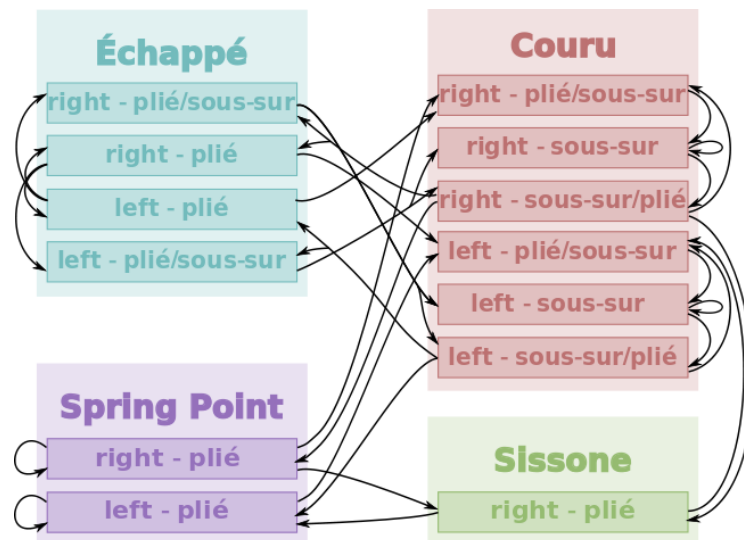 Échappé
right - plié/sous-sur
right - plié
left - plié
left - plié/sous-sur
Couru
right - plié/sous-sur
right - sous-sur
right - sous-sur/plié
left - plié/sous-sur
left - sous-sur
left - sous-sur/plié
Spring Point
right - plié
left - plié
Sissone
right - plié